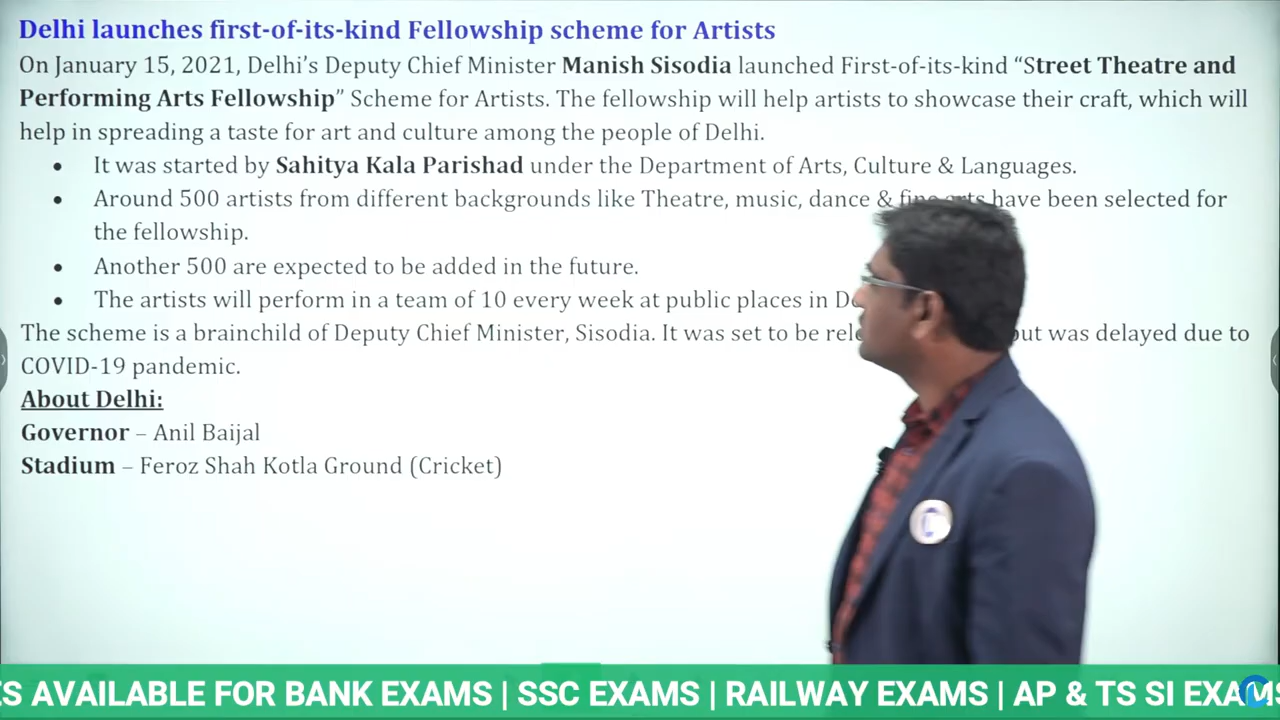 Delhi launches first-of-its-kind Fellowship scheme for Artists
On January 15, 2021, Delhi's Deputy Chief Minister Manish Sisodia launched First-of-its-kind “Street Theatre and
Performing Arts Fellowship” Scheme for Artists. The fellowship will help artists to showcase their craft, which will
help in spreading a taste for art and culture among the people of Delhi.
• It was started by Sahitya Kala Parishad under the Department of Arts, Culture & Languages.
• Around 500 artists from different backgrounds like Theatre, music, dance & fine arts have been selected for
the fellowship.
• Another 500 are expected to be added in the future.
• The artists will perform in a team of 10 every week at public places in
The scheme is a brainchild of Deputy Chief Minister, Sisodia. It was set to be but was delayed due to
COVID-19 pandemic.
About Delhi:
Governor – Anil Baijal
Stadium – Feroz Shah Kotla Ground (Cricket)
ES AVAILABLE FOR BANK EXAMS | SSC EXAMS | RAILWAY EXAMS | AP & TS SI EXAMS